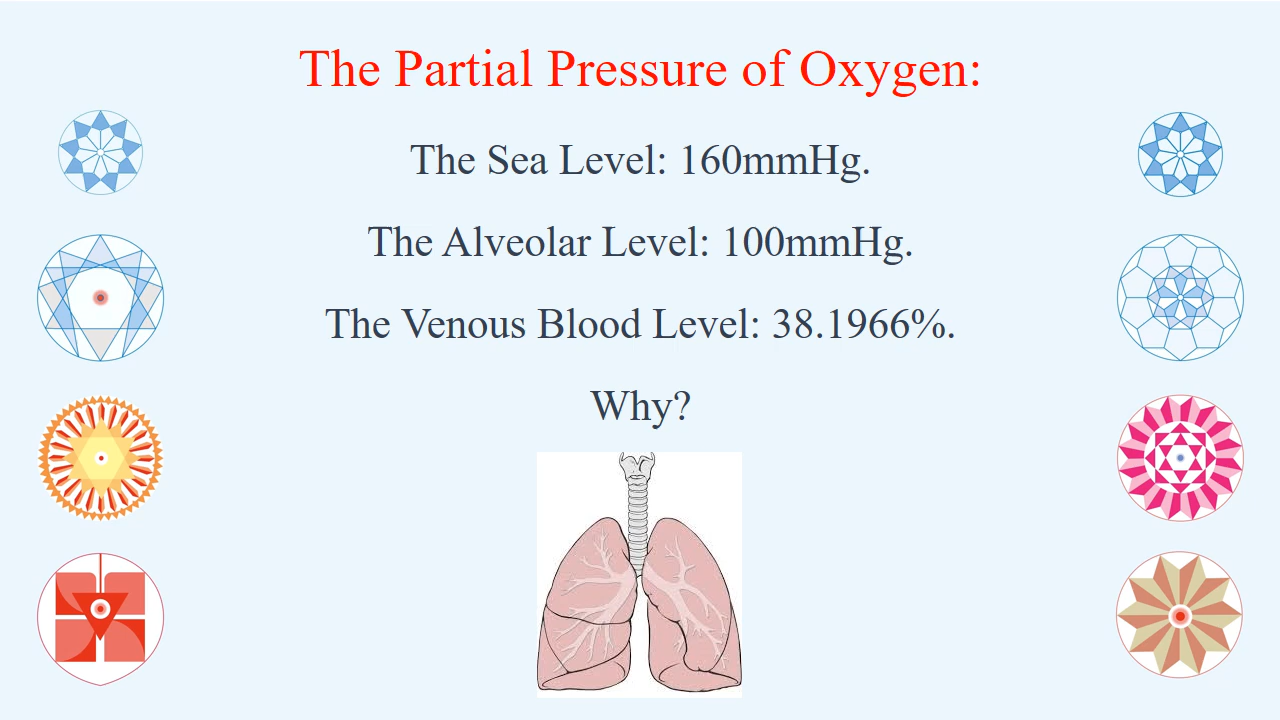 The Partial Pressure of Oxygen:
The Sea Level: 160mmHg.
The Alveolar Level: 100mmHg.
The Venous Blood Level: 38.1966%.
Why?